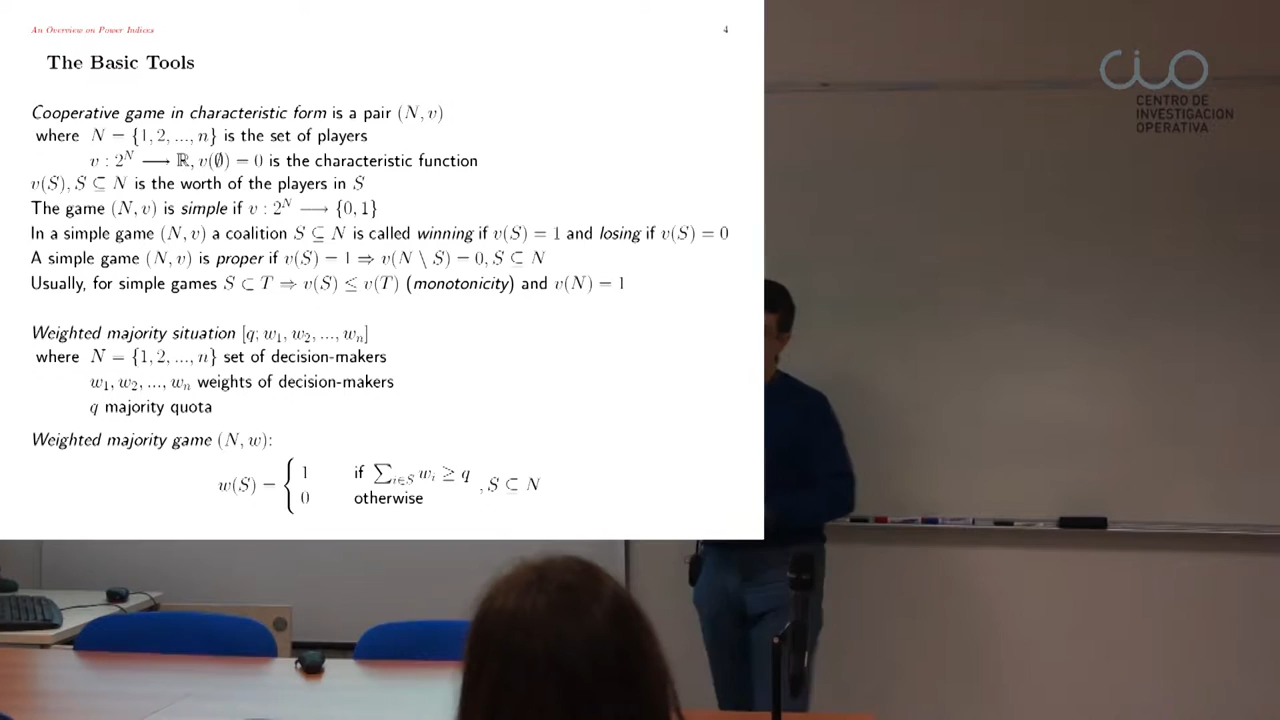 An Overview on Power Indices 4
The Basic Tools
Cooperative game in characteristic form is a pair (N, v)
where N = {1, 2, ..., n} is the set of players
v : 2^N ⟶ ℝ, v(∅) = 0 is the characteristic function
v(S), S ⊆ N is the worth of the players in S
The game (N, v) is simple if v : 2^N ⟶ {0, 1}
In a simple game (N, v) a coalition S ⊆ N is called winning if v(S) = 1 and losing if v(S) = 0
A simple game (N, v) is proper if v(S) = 1 ⇒ v(N \ S) = 0, S ⊆ N
Usually, for simple games S ⊂ T ⇒ v(S) ≤ v(T) (monotonicity) and v(N) = 1
Weighted majority situation [q; w₁, w₂, ..., wₙ]
where N = {1, 2, ..., n} set of decision-makers
w₁, w₂, ..., wₙ weights of decision-makers
q majority quota
Weighted majority game (N, w):
w(S) = { 1 if ∑_{i∈S} wᵢ ≥ q
0 otherwise , S ⊆ N
CIO
CENTRO DE
INVESTIGACION
OPERATIVA